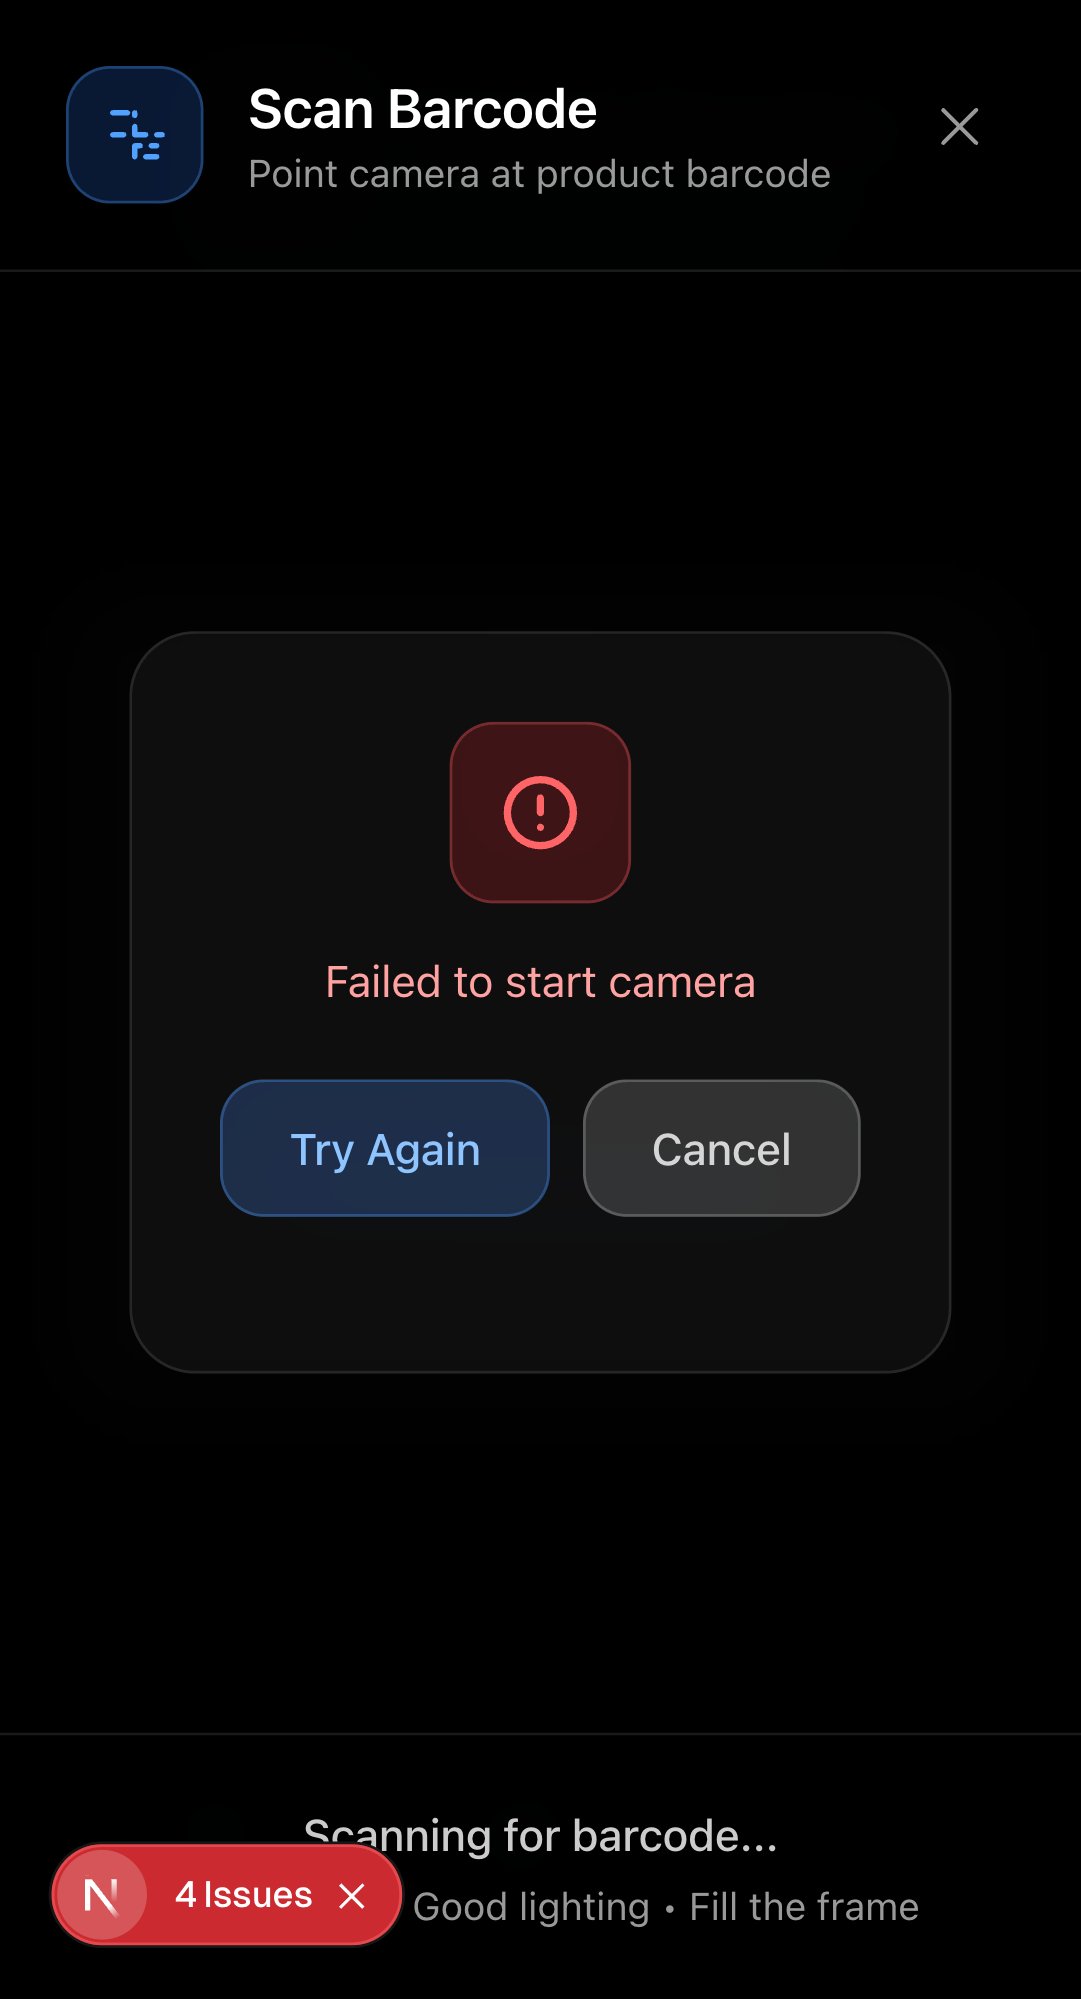 Scan Barcode
Point camera at product barcode
Failed to start camera
Try Again
Cancel
Scanning for barcode...
N
4 Issues
Good lighting • Fill the frame